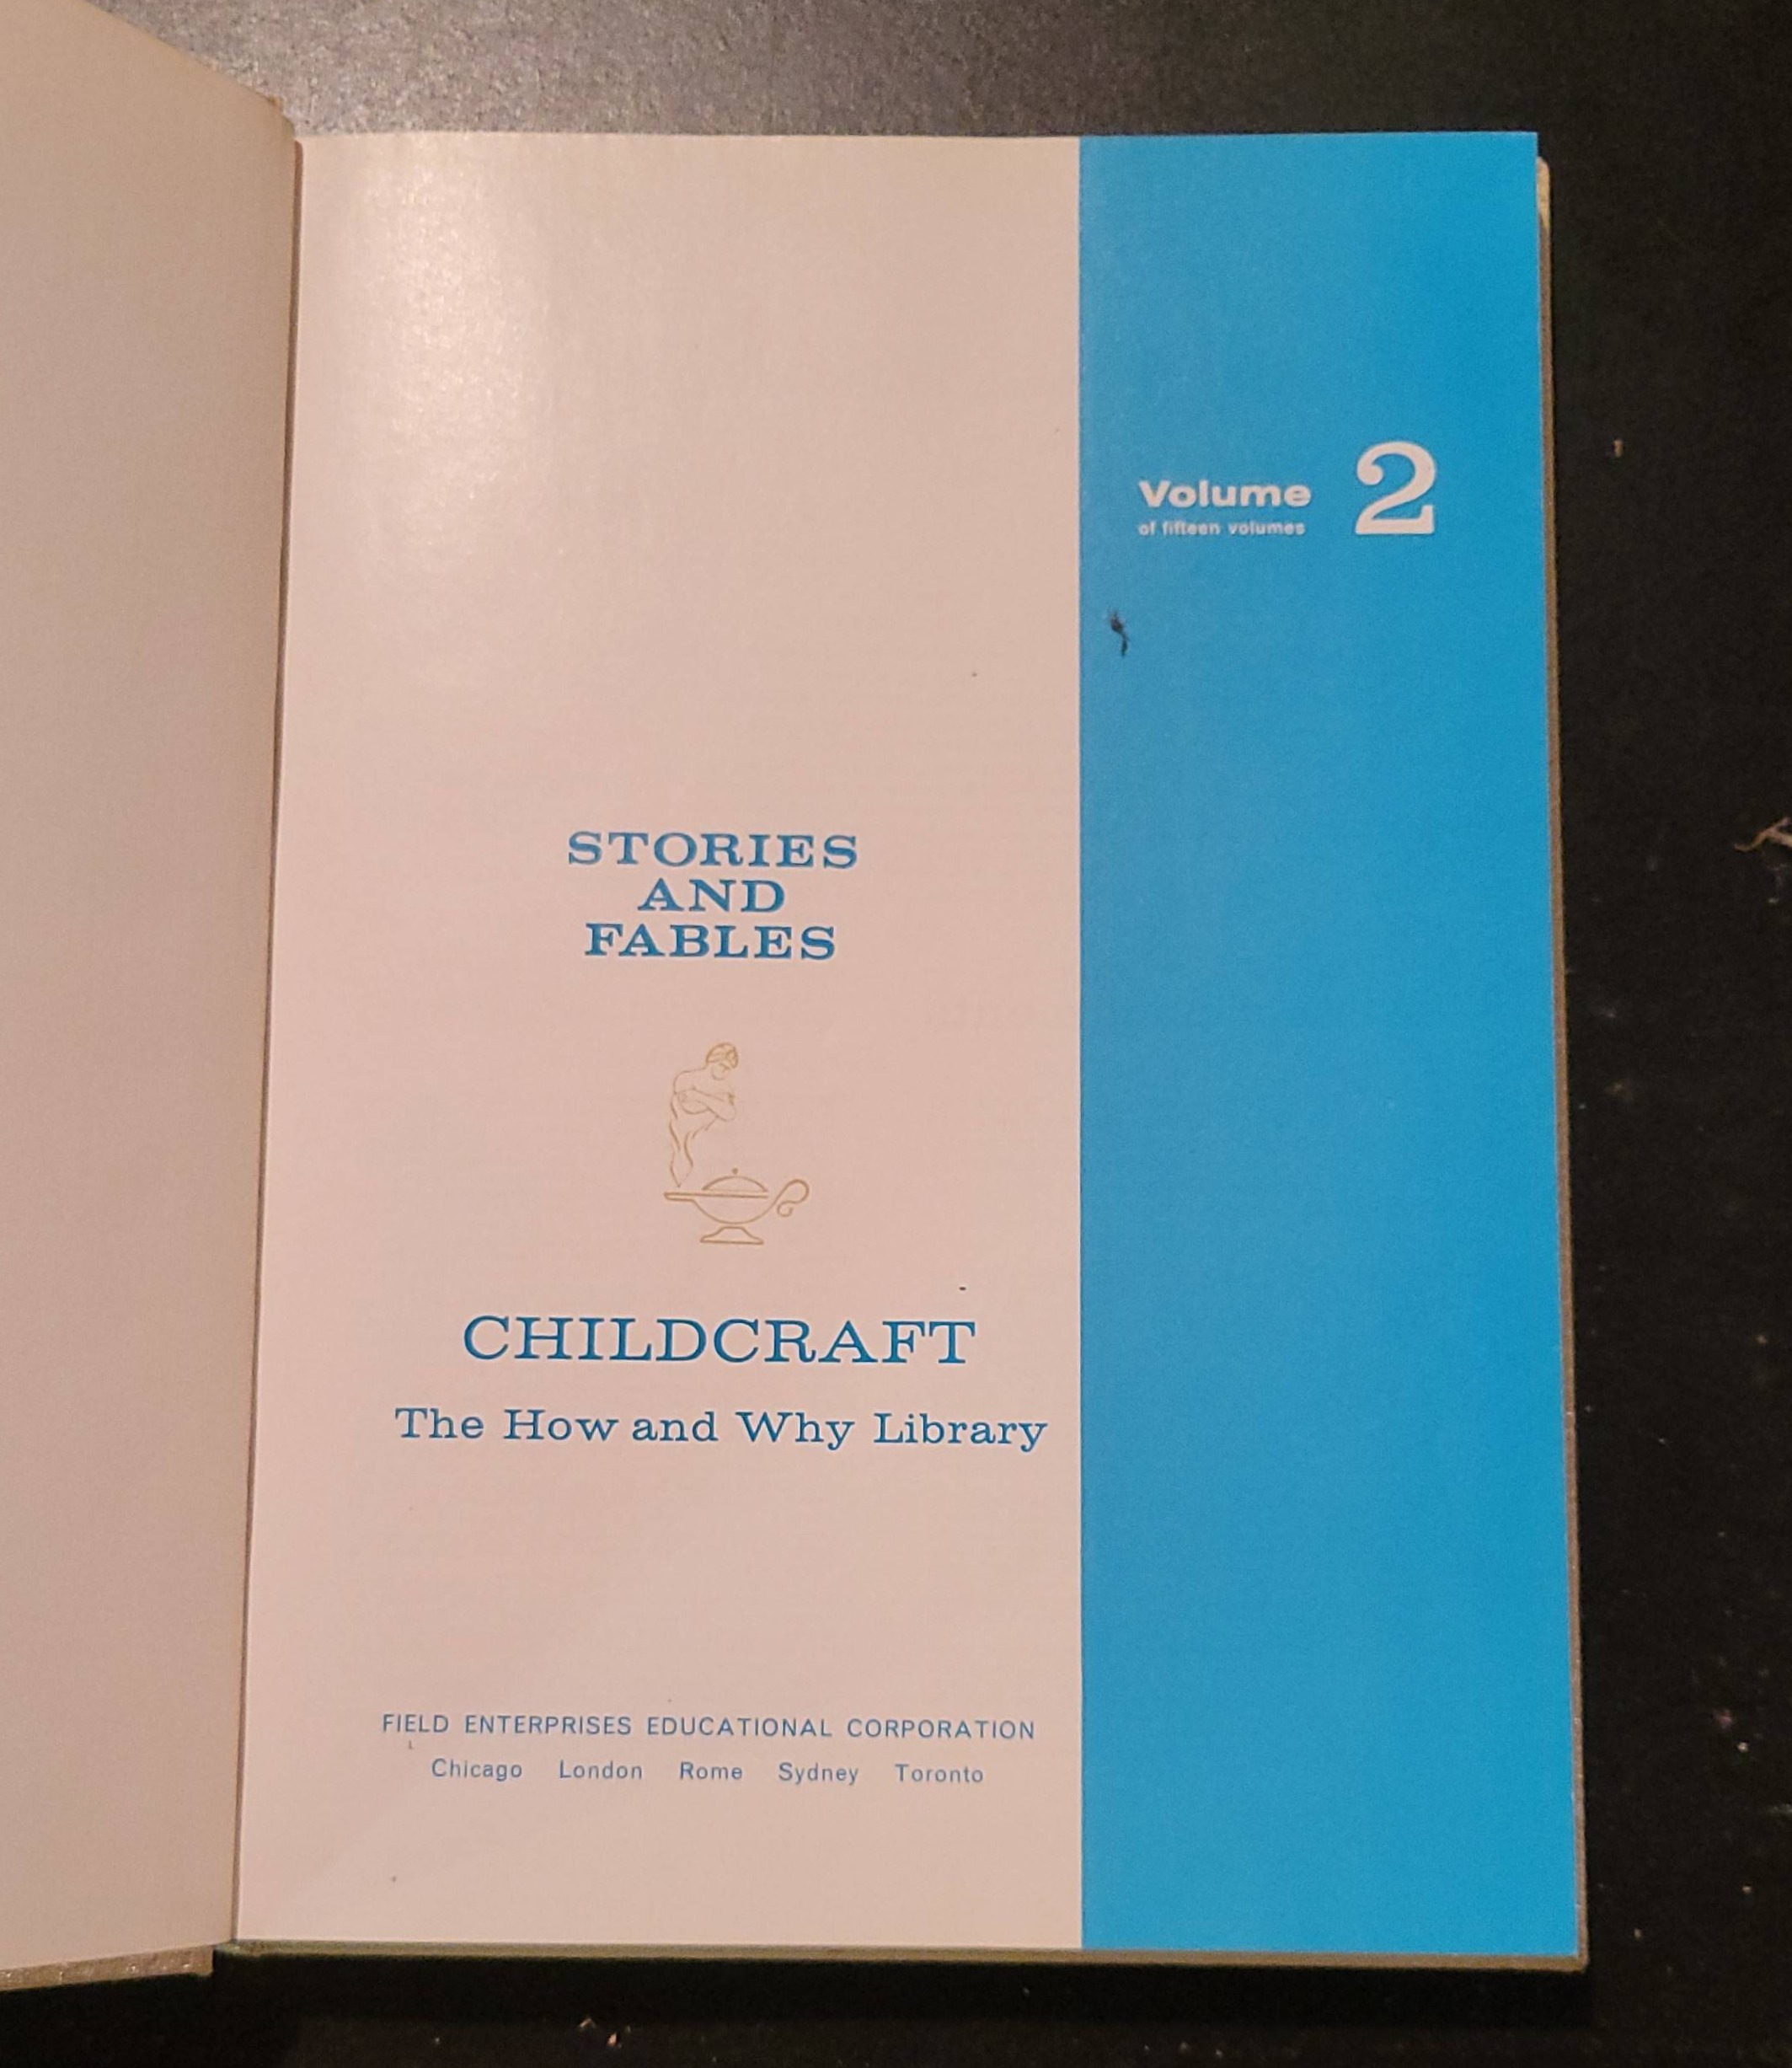 Volume 2
of fifteen volumes
STORIES
AND
FABLES
CHILDCRAFT
The How and Why Library
FIELD ENTERPRISES EDUCATIONAL CORPORATION
Chicago London Rome Sydney Toronto